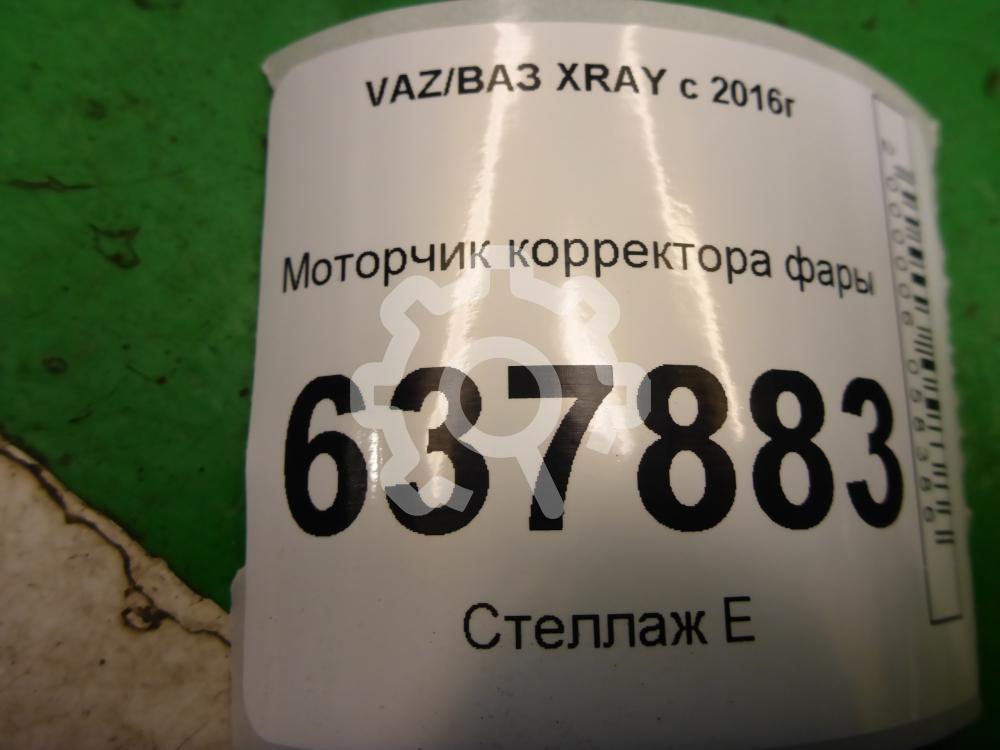 VAZ/ВАЗ XRAY с 2016г
Моторчик корректора фары
637883
Стеллаж Е